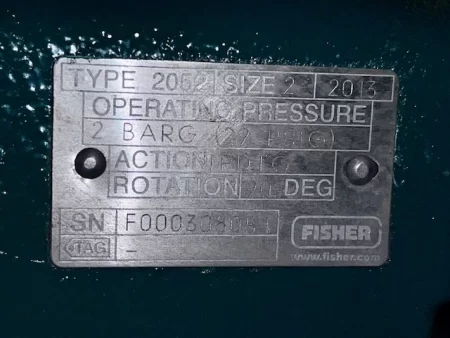 TYPE 2052 SIZE 2 2013
OPERATING PRESSURE
2 BARG
ACTION
ROTATION DEG
SN
TAG -
FISHER
www.fisher.com